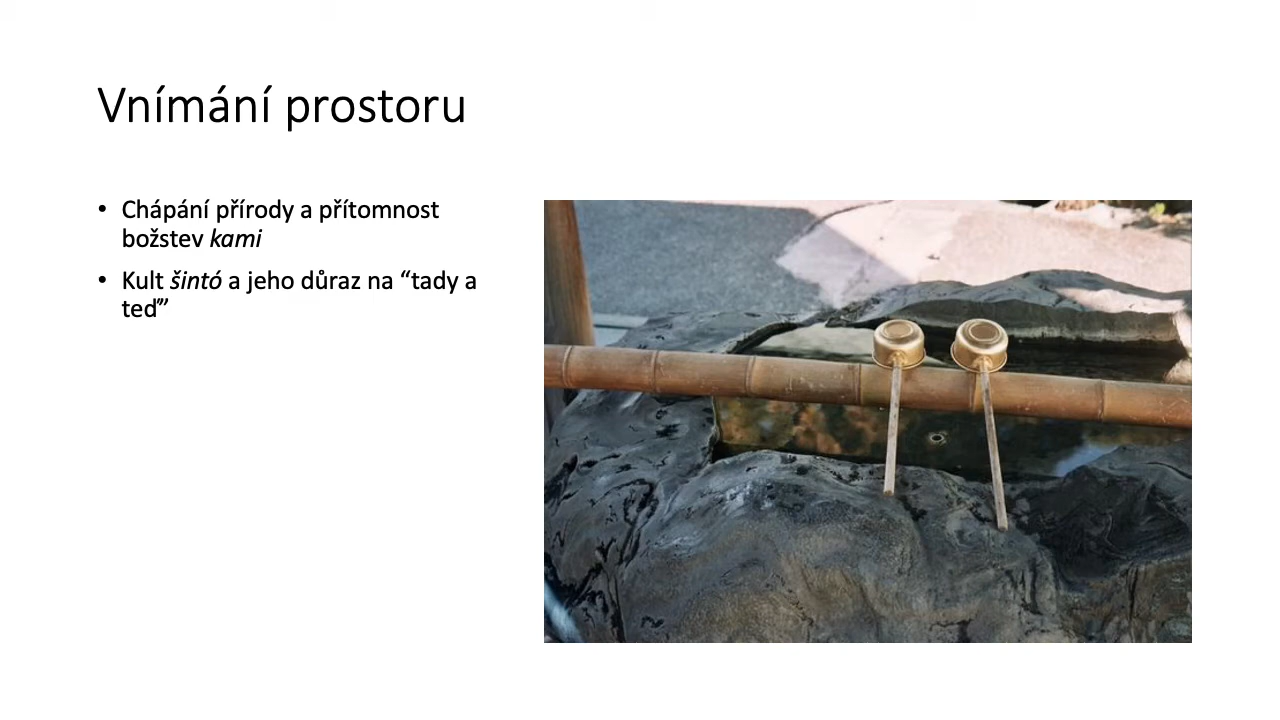 Vnímání prostoru
• Chápání přírody a přítomnost
božstev kami
• Kult šintó a jeho důraz na “tady a
teď”